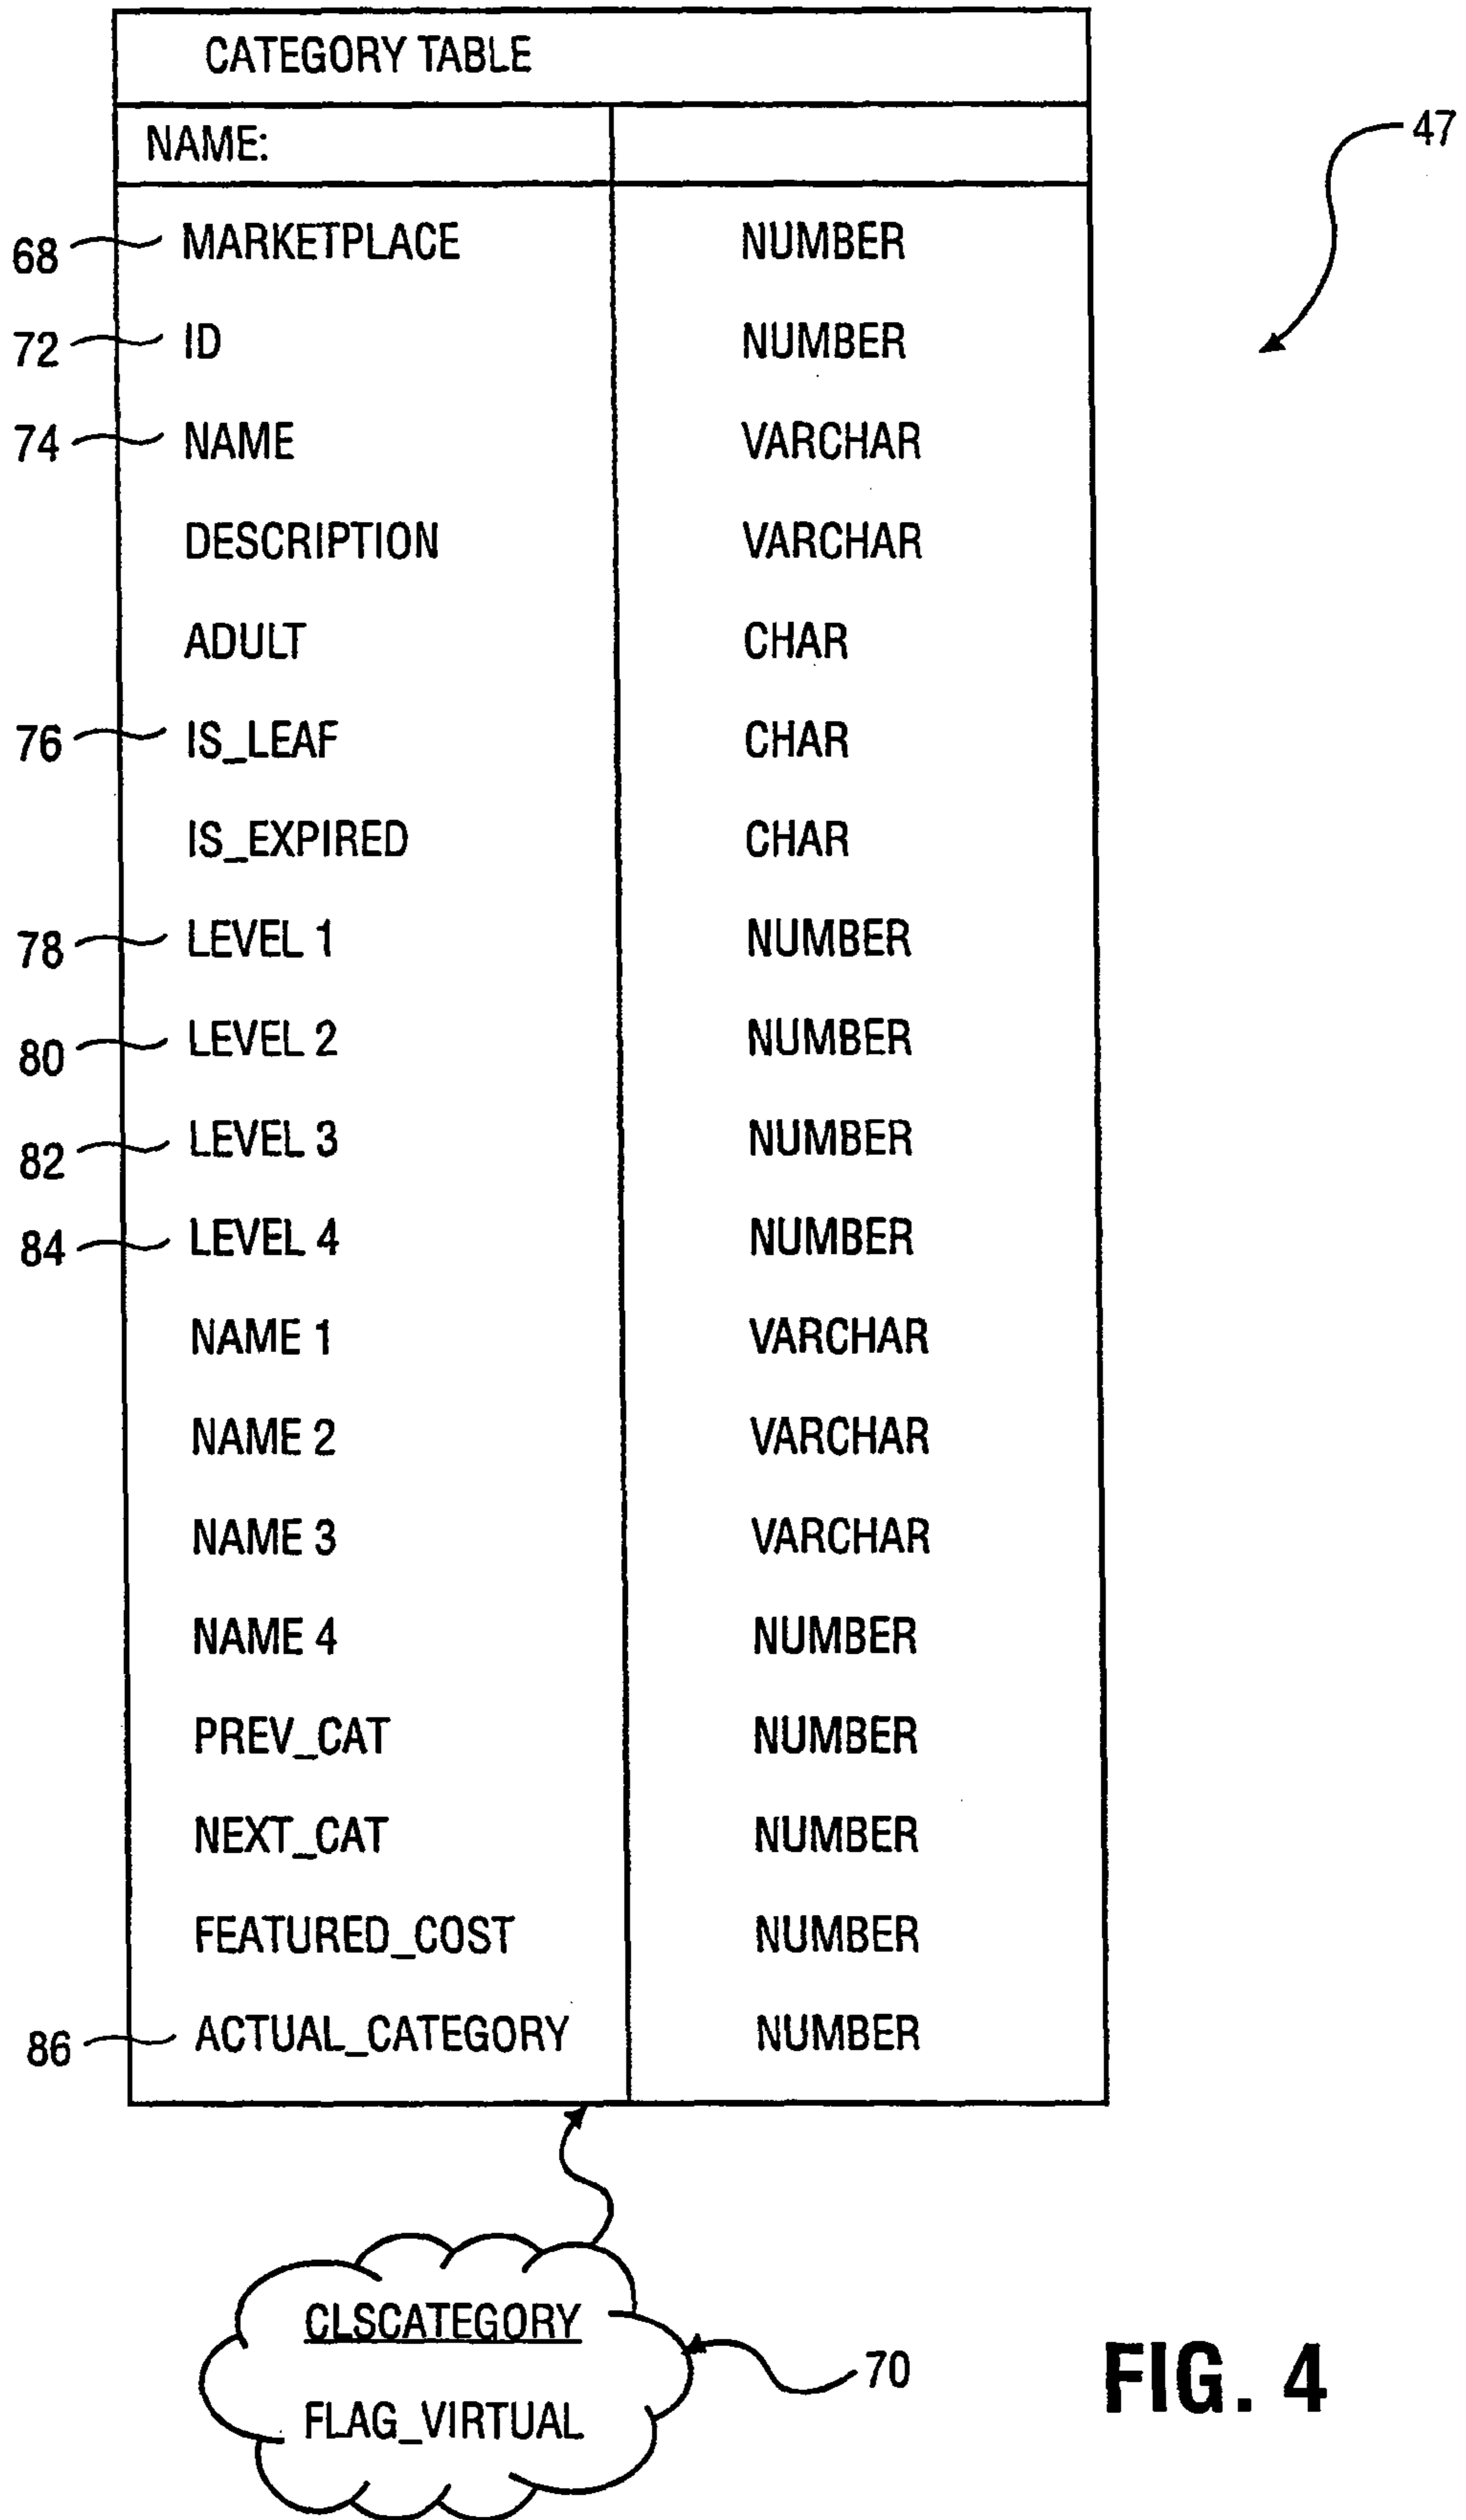 CATEGORY TABLE
NAME:
47
68 MARKETPLACE NUMBER
72 ID NUMBER
74 NAME VARCHAR
DESCRIPTION VARCHAR
ADULT CHAR
76 IS_LEAF CHAR
IS_EXPIRED CHAR
78 LEVEL 1 NUMBER
80 LEVEL 2 NUMBER
82 LEVEL 3 NUMBER
84 LEVEL 4 NUMBER
NAME 1 VARCHAR
NAME 2 VARCHAR
NAME 3 VARCHAR
NAME 4 NUMBER
PREV_CAT NUMBER
NEXT_CAT NUMBER
FEATURED_COST NUMBER
86 ACTUAL_CATEGORY NUMBER
CLSCATEGORY
70
FLAG_VIRTUAL
FIG. 4